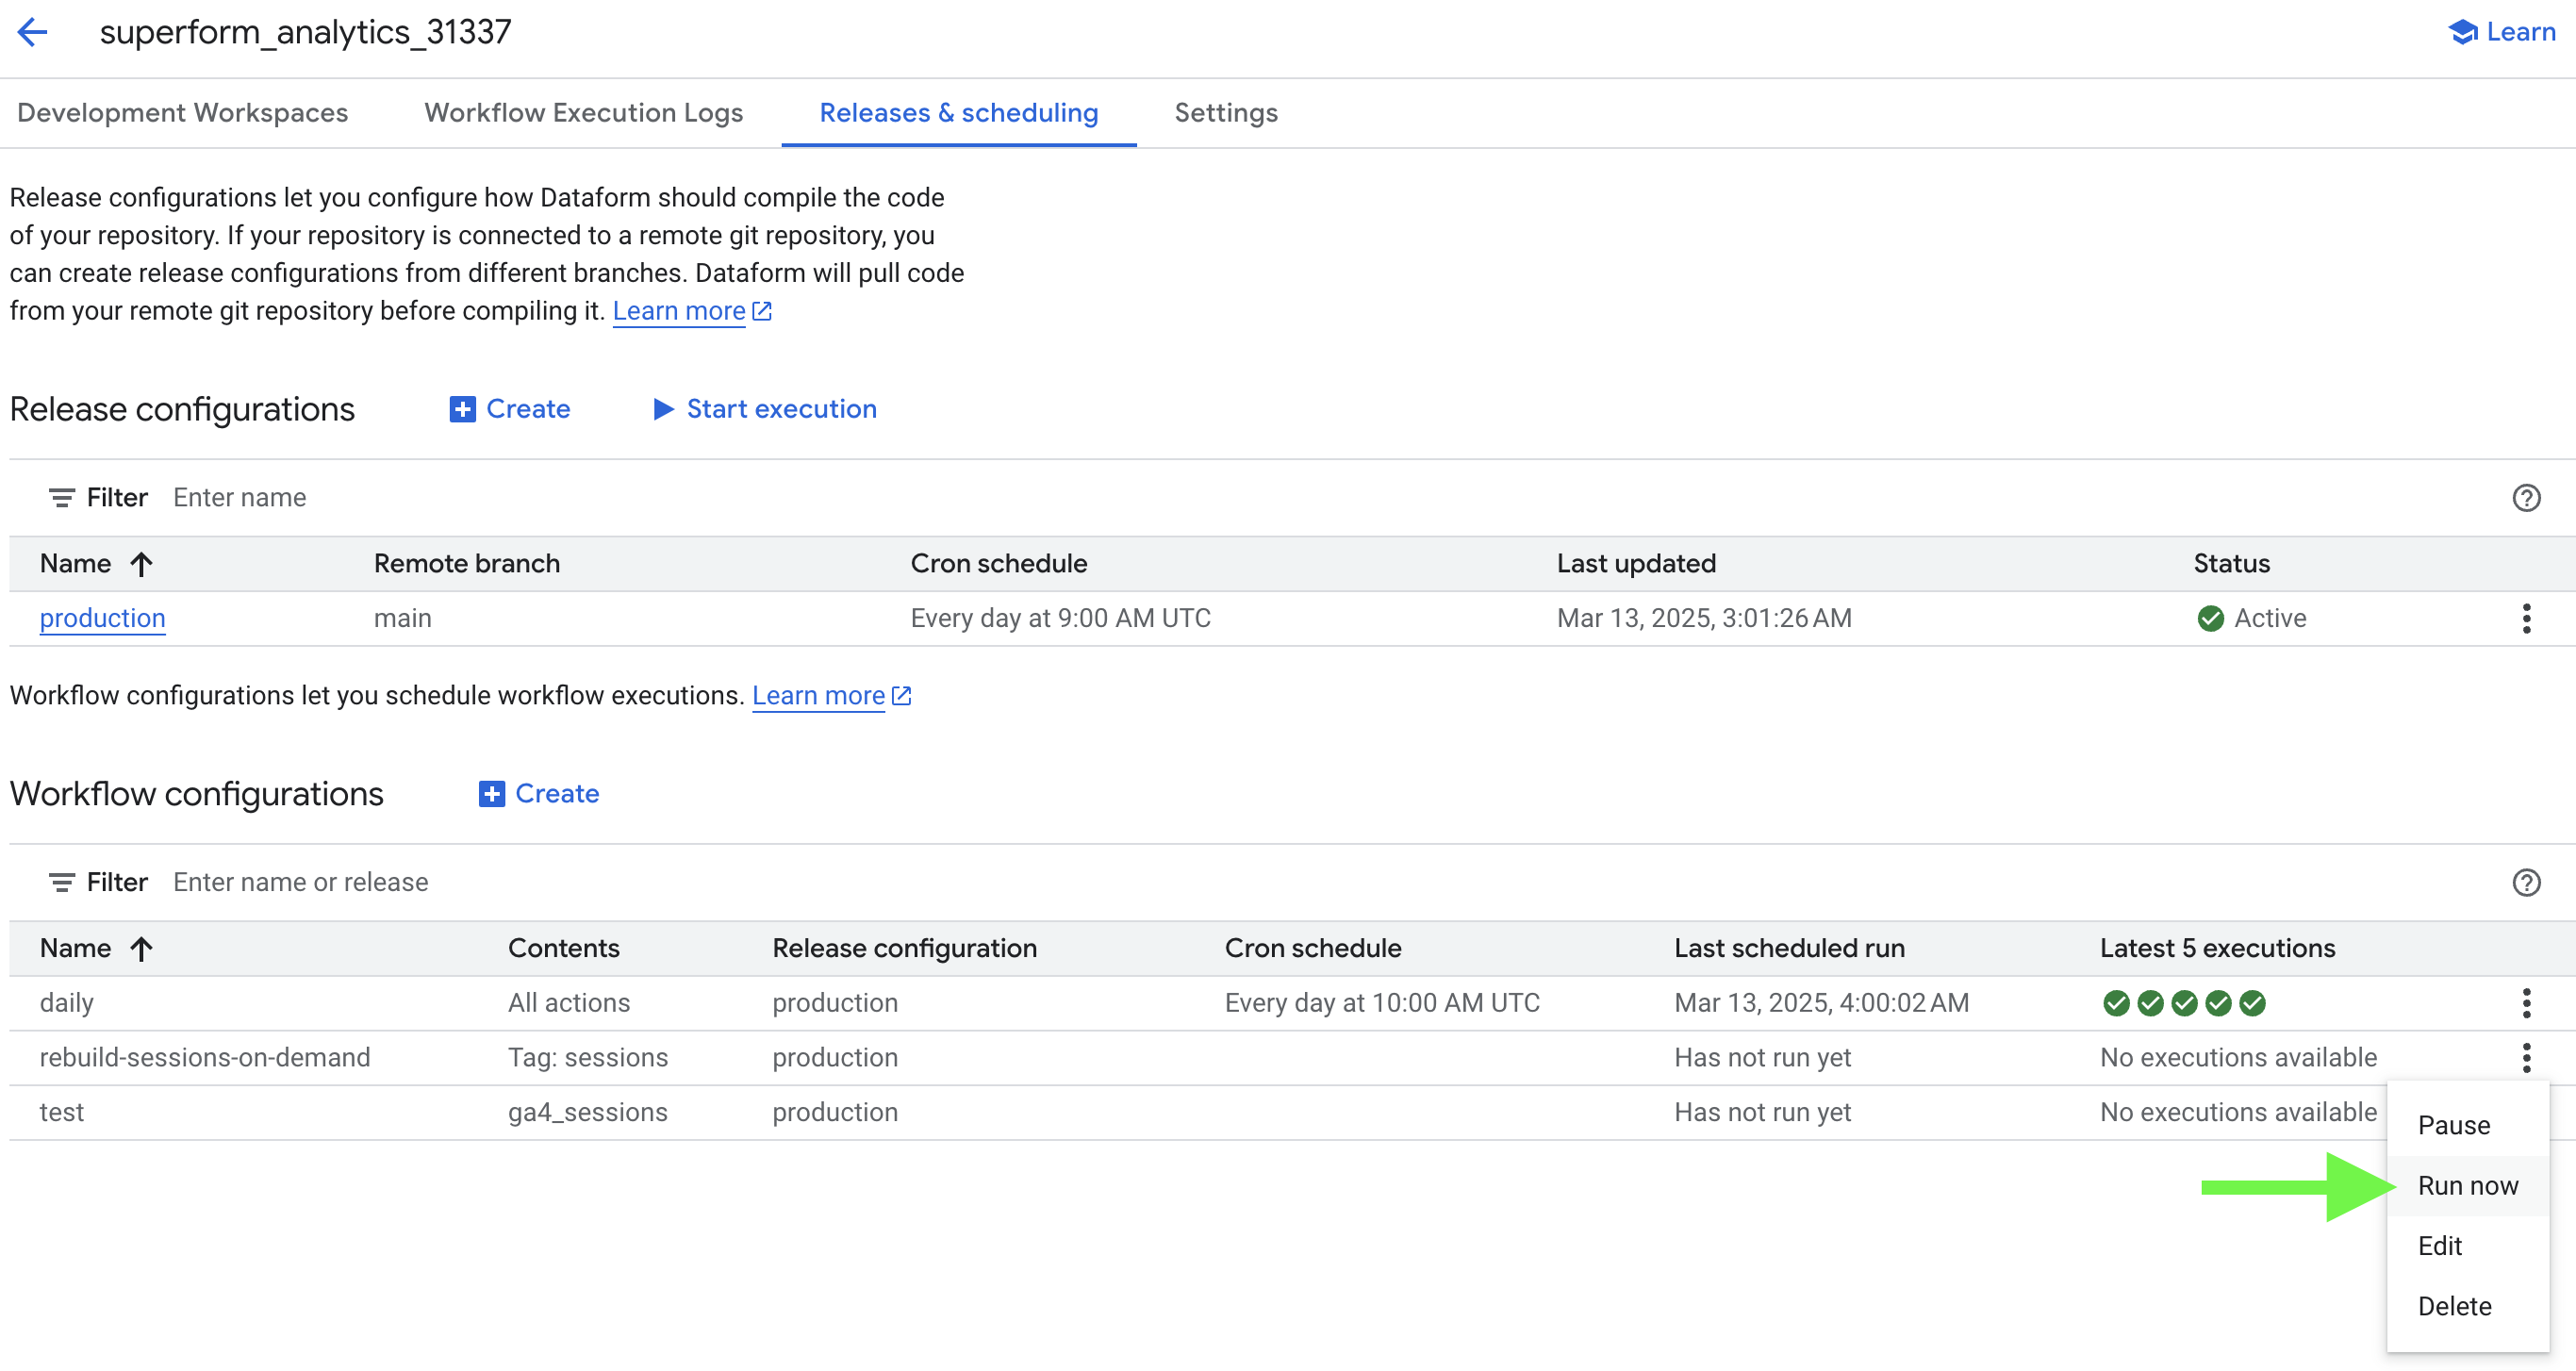 superform_analytics_31337
Learn
Development Workspaces Workflow Execution Logs Releases & scheduling Settings
Release configurations let you configure how Dataform should compile the code
of your repository. If your repository is connected to a remote git repository, you
can create release configurations from different branches. Dataform will pull code
from your remote git repository before compiling it. Learn more
Release configurations Create Start execution
Filter Enter name
Name Remote branch Cron schedule Last updated Status
production main Every day at 9:00 AM UTC Mar 13, 2025, 3:01:26 AM Active
Workflow configurations let you schedule workflow executions. Learn more
Workflow configurations Create
Filter Enter name or release
Name Contents Release configuration Cron schedule Last scheduled run Latest 5 executions
daily All actions production Every day at 10:00 AM UTC Mar 13, 2025, 4:00:02 AM
rebuild-sessions-on-demand Tag: sessions production Has not run yet No executions available
test ga4_sessions production Has not run yet No executions available
Pause
Run now
Edit
Delete